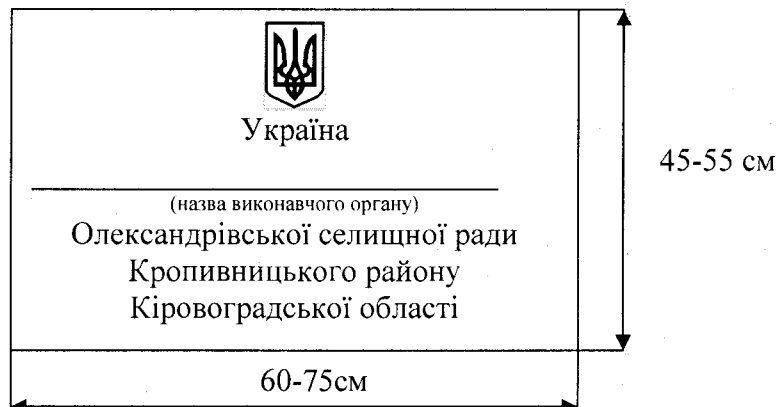 Україна
(назва виконавчого органу)
Олександрівської селищної ради
Кропивницького району
Кіровоградської області
45-55 см
60-75см